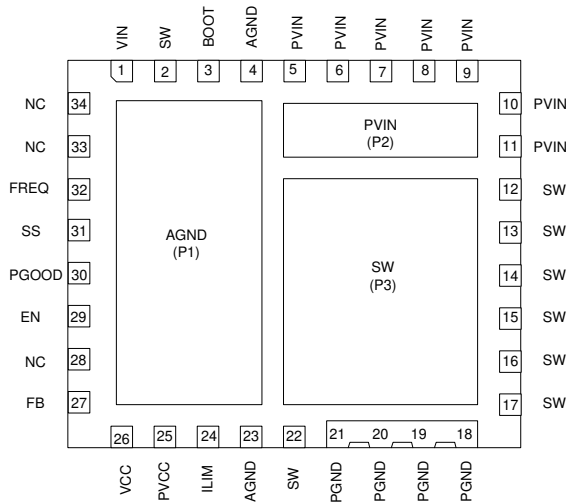 VIN SW BOOT AGND PVIN PVIN PVIN PVIN PVIN
1 2 3 4 5 6 7 8 9
NC 34
NC 33
FREQ 32
SS 31
PGOOD 30
EN 29
NC 28
FB 27
AGND
(P1)
PVIN
(P2)
SW
(P3)
10 PVIN
11 PVIN
12 SW
13 SW
14 SW
15 SW
16 SW
17 SW
26 25 24 23 22 21 20 19 18
VCC PVCC ILIM AGND SW PGND PGND PGND PGND